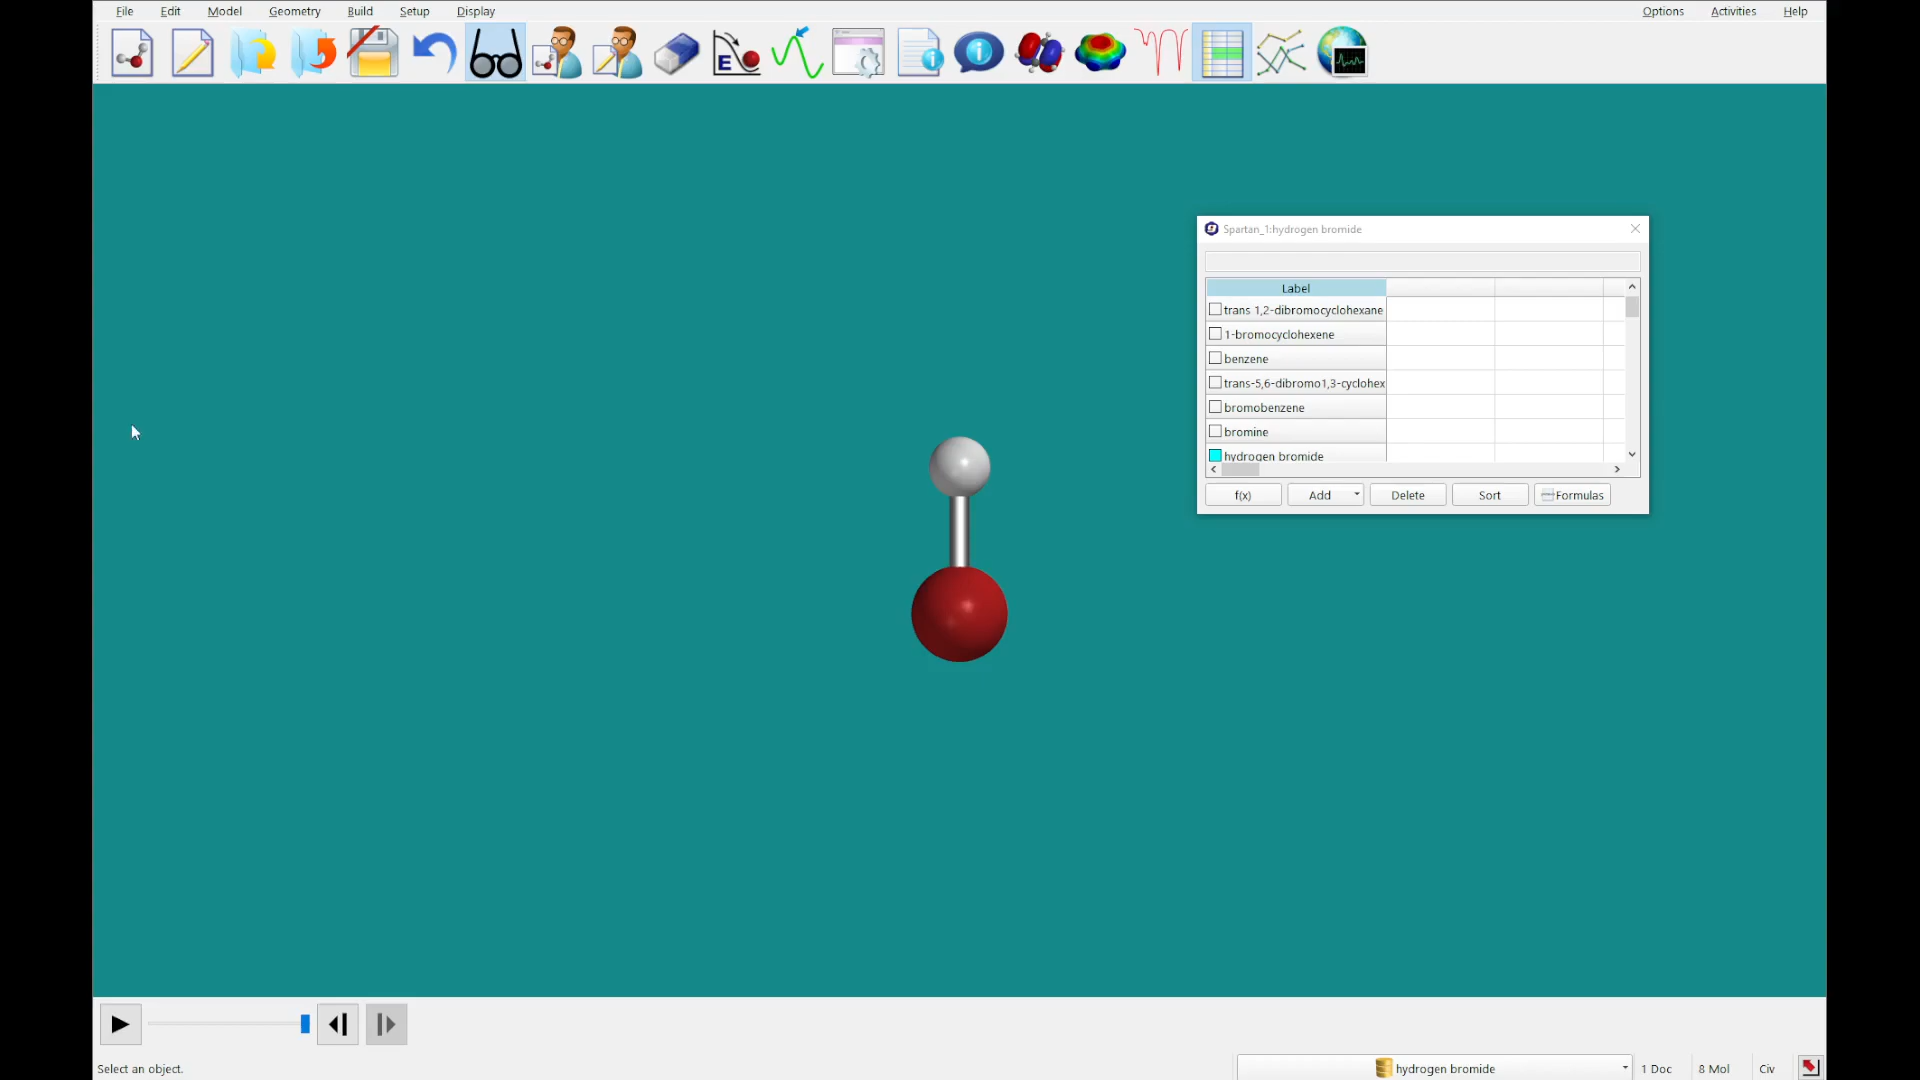 File Edit Model Geometry Build Setup Display Options Activities Help
E
Spartan_1:hydrogen bromide
Label
trans 1,2-dibromocyclohexane
1-bromocyclohexene
benzene
trans-5,6-dibromo1,3-cyclohex
bromobenzene
bromine
hydrogen bromide
f(x) Add Delete Sort Formulas
Select an object.
hydrogen bromide 1 Doc 8 Mol Civ